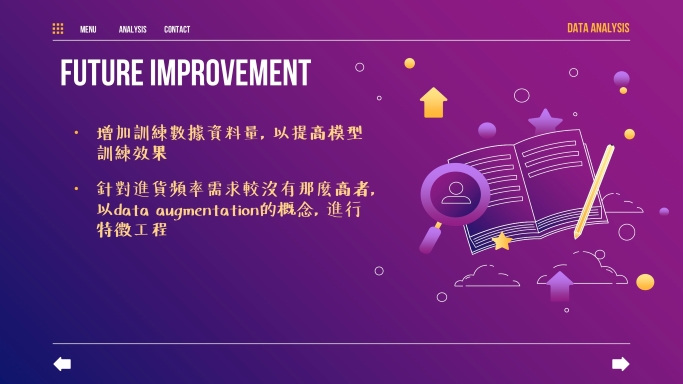 MENU ANALYSIS CONTACT DATA ANALYSIS
FUTURE IMPROVEMENT
• 增加訓練數據資料量, 以提高模型
訓練效果
• 針對進貨頻率需求較沒有那麼高者,
以data augmentation的概念, 進行
特徵工程